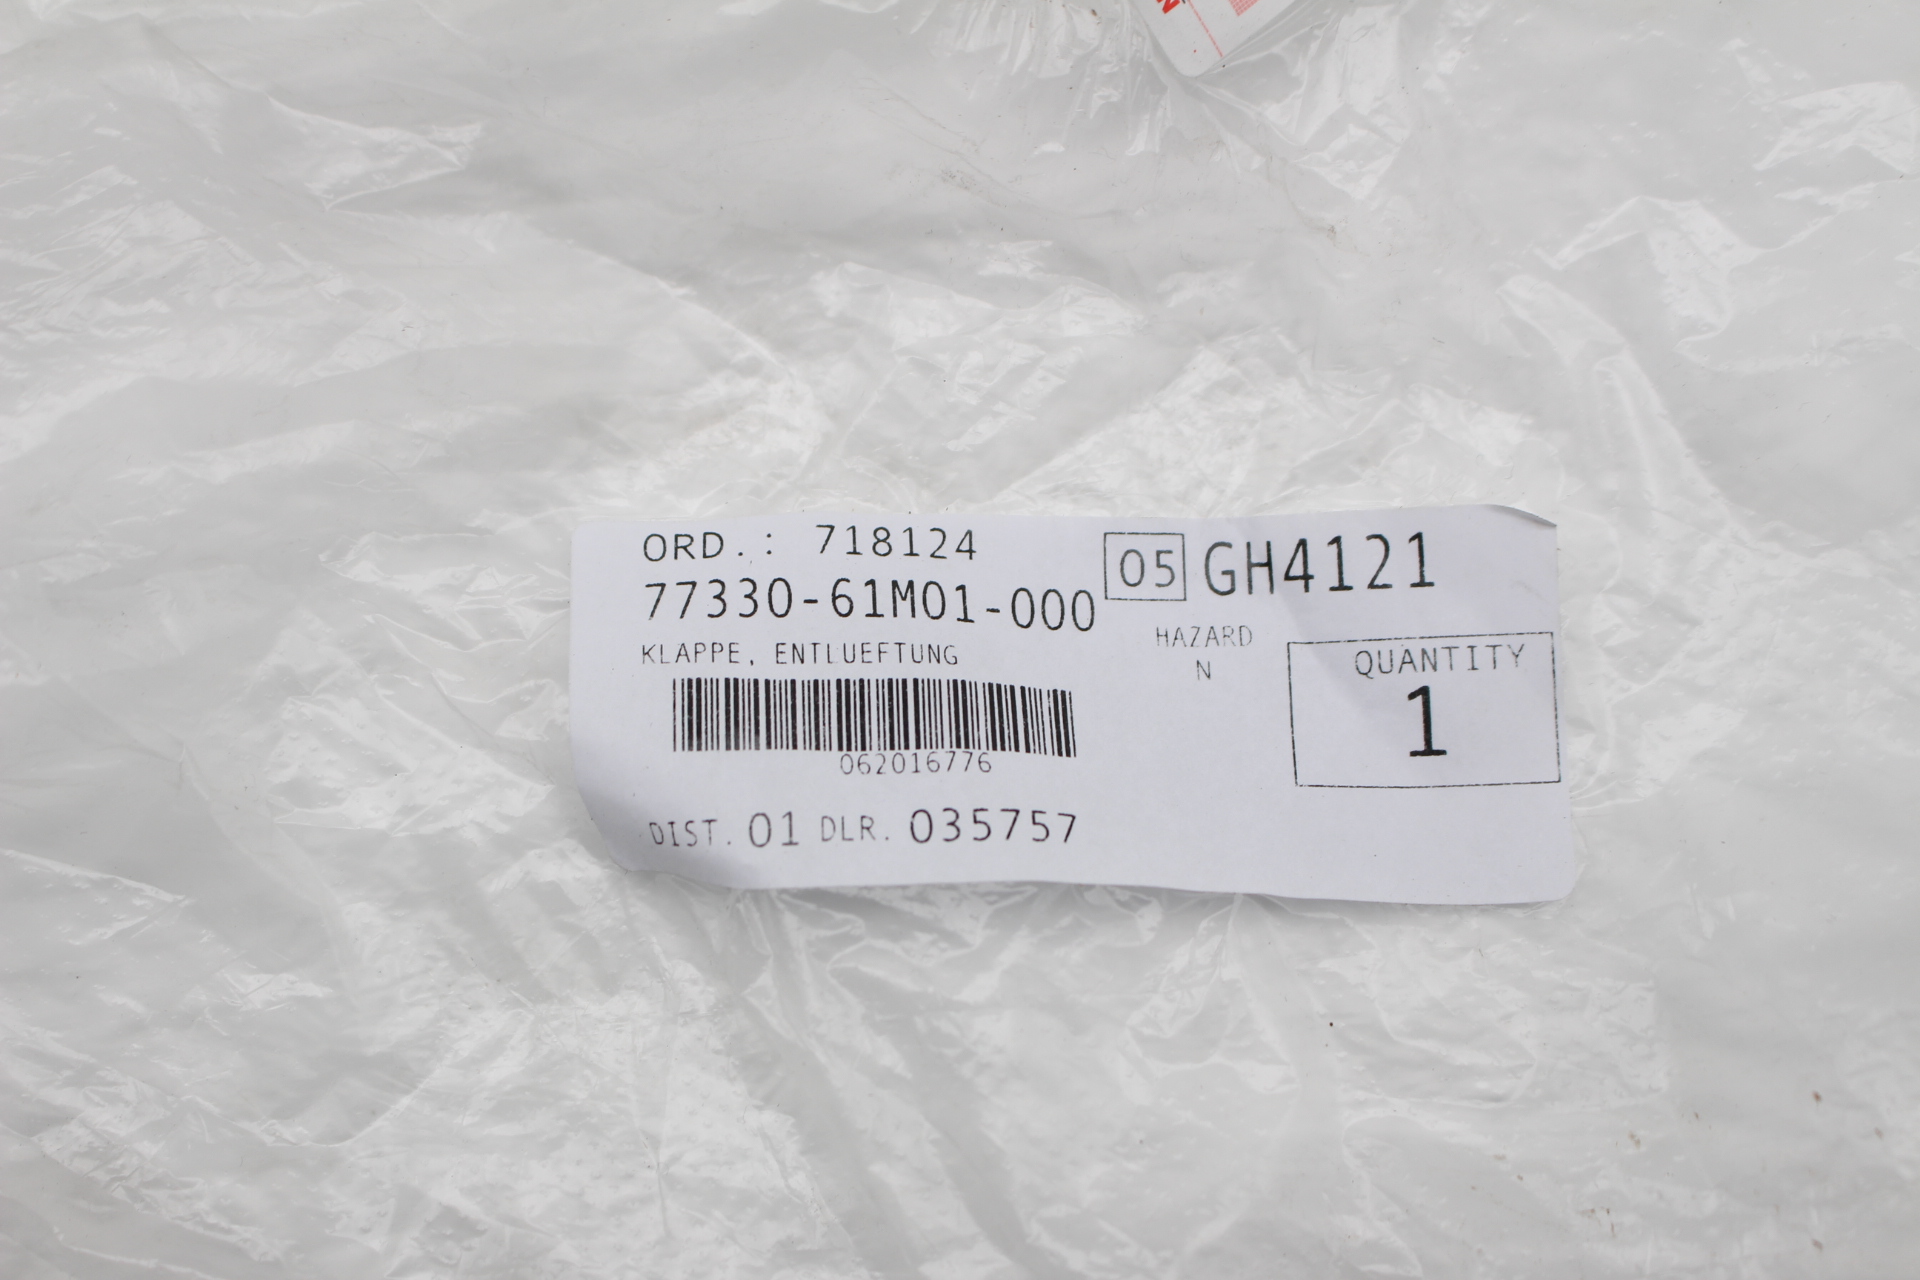 ORD.: 718124
05 GH4121
77330-61M01-000
HAZARD
N
KLAPPE, ENTLUEFTUNG
QUANTITY
1
062016776
DIST. 01 DLR. 035757